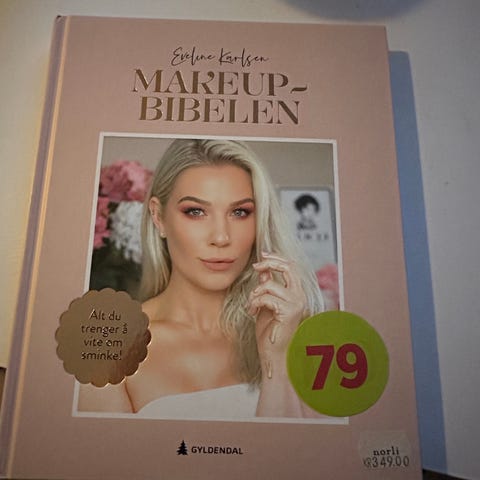 Eveline Karlsen
MAKEUP-
BIBELEN
Alt du
trenger å
vite om
sminke!
79
GYLDENDAL
norli
349.00